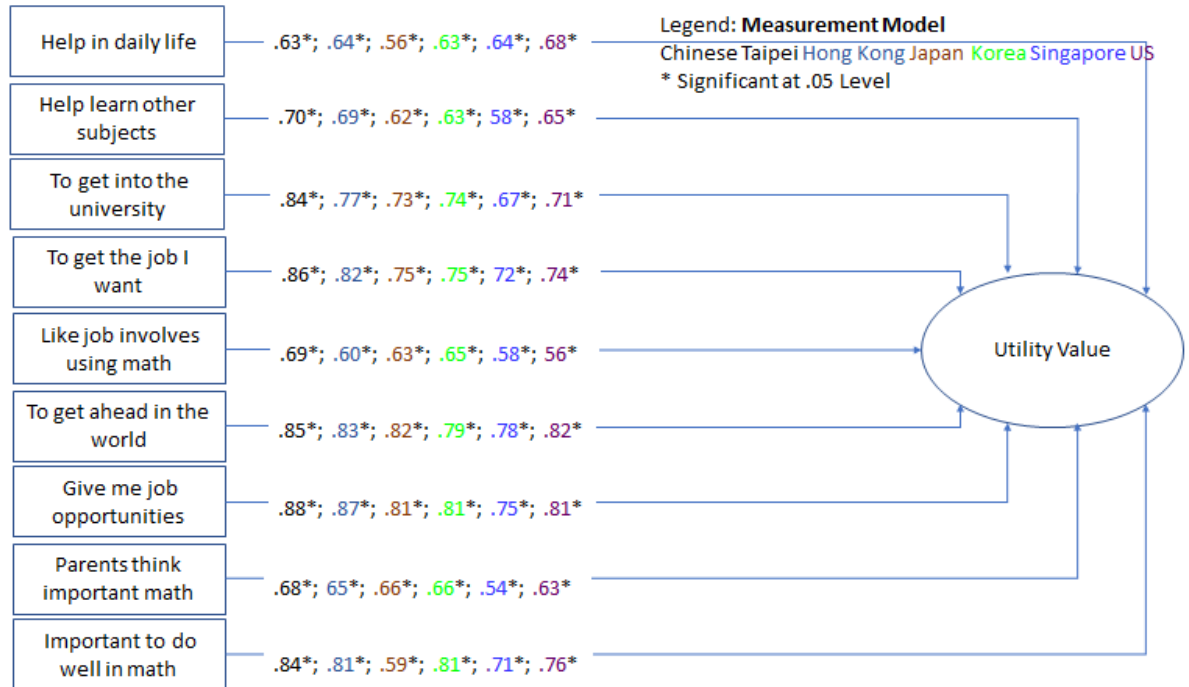 Legend: Measurement Model
Chinese Taipei Hong Kong Japan Korea Singapore US
* Significant at .05 Level
Help in daily life
.63*; .64*; .56*; .63*; .64*; .68*
Help learn other
subjects
.70*; .69*; .62*; .63*; 58*; .65*
To get into the
university
.84*; .77*; .73*; .74*; .67*; .71*
To get the job I
want
.86*; .82*; .75*; .75*; 72*; .74*
Like job involves
using math
.69*; .60*; .63*; .65*; .58*; 56*
Utility Value
To get ahead in the
world
.85*; .83*; .82*; .79*; .78*; .82*
Give me job
opportunities
.88*; .87*; .81*; .81*; .75*; .81*
Parents think
important math
.68*; 65*; .66*; .66*; .54*; .63*
Important to do
well in math
.84*; .81*; .59*; .81*; .71*; .76*